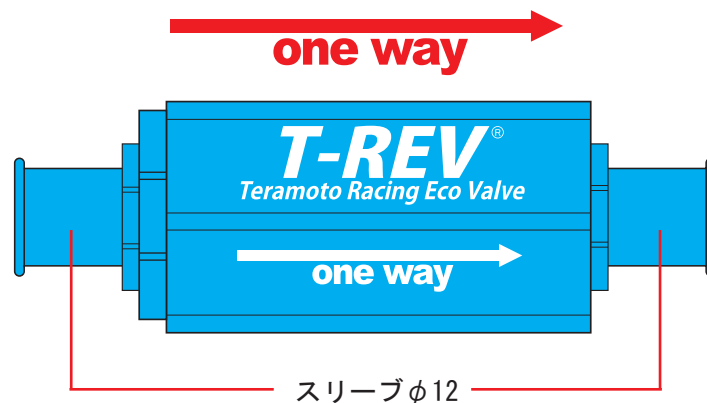 one way
T-REV®
Teramoto Racing Eco Valve
one way
スリーブφ12